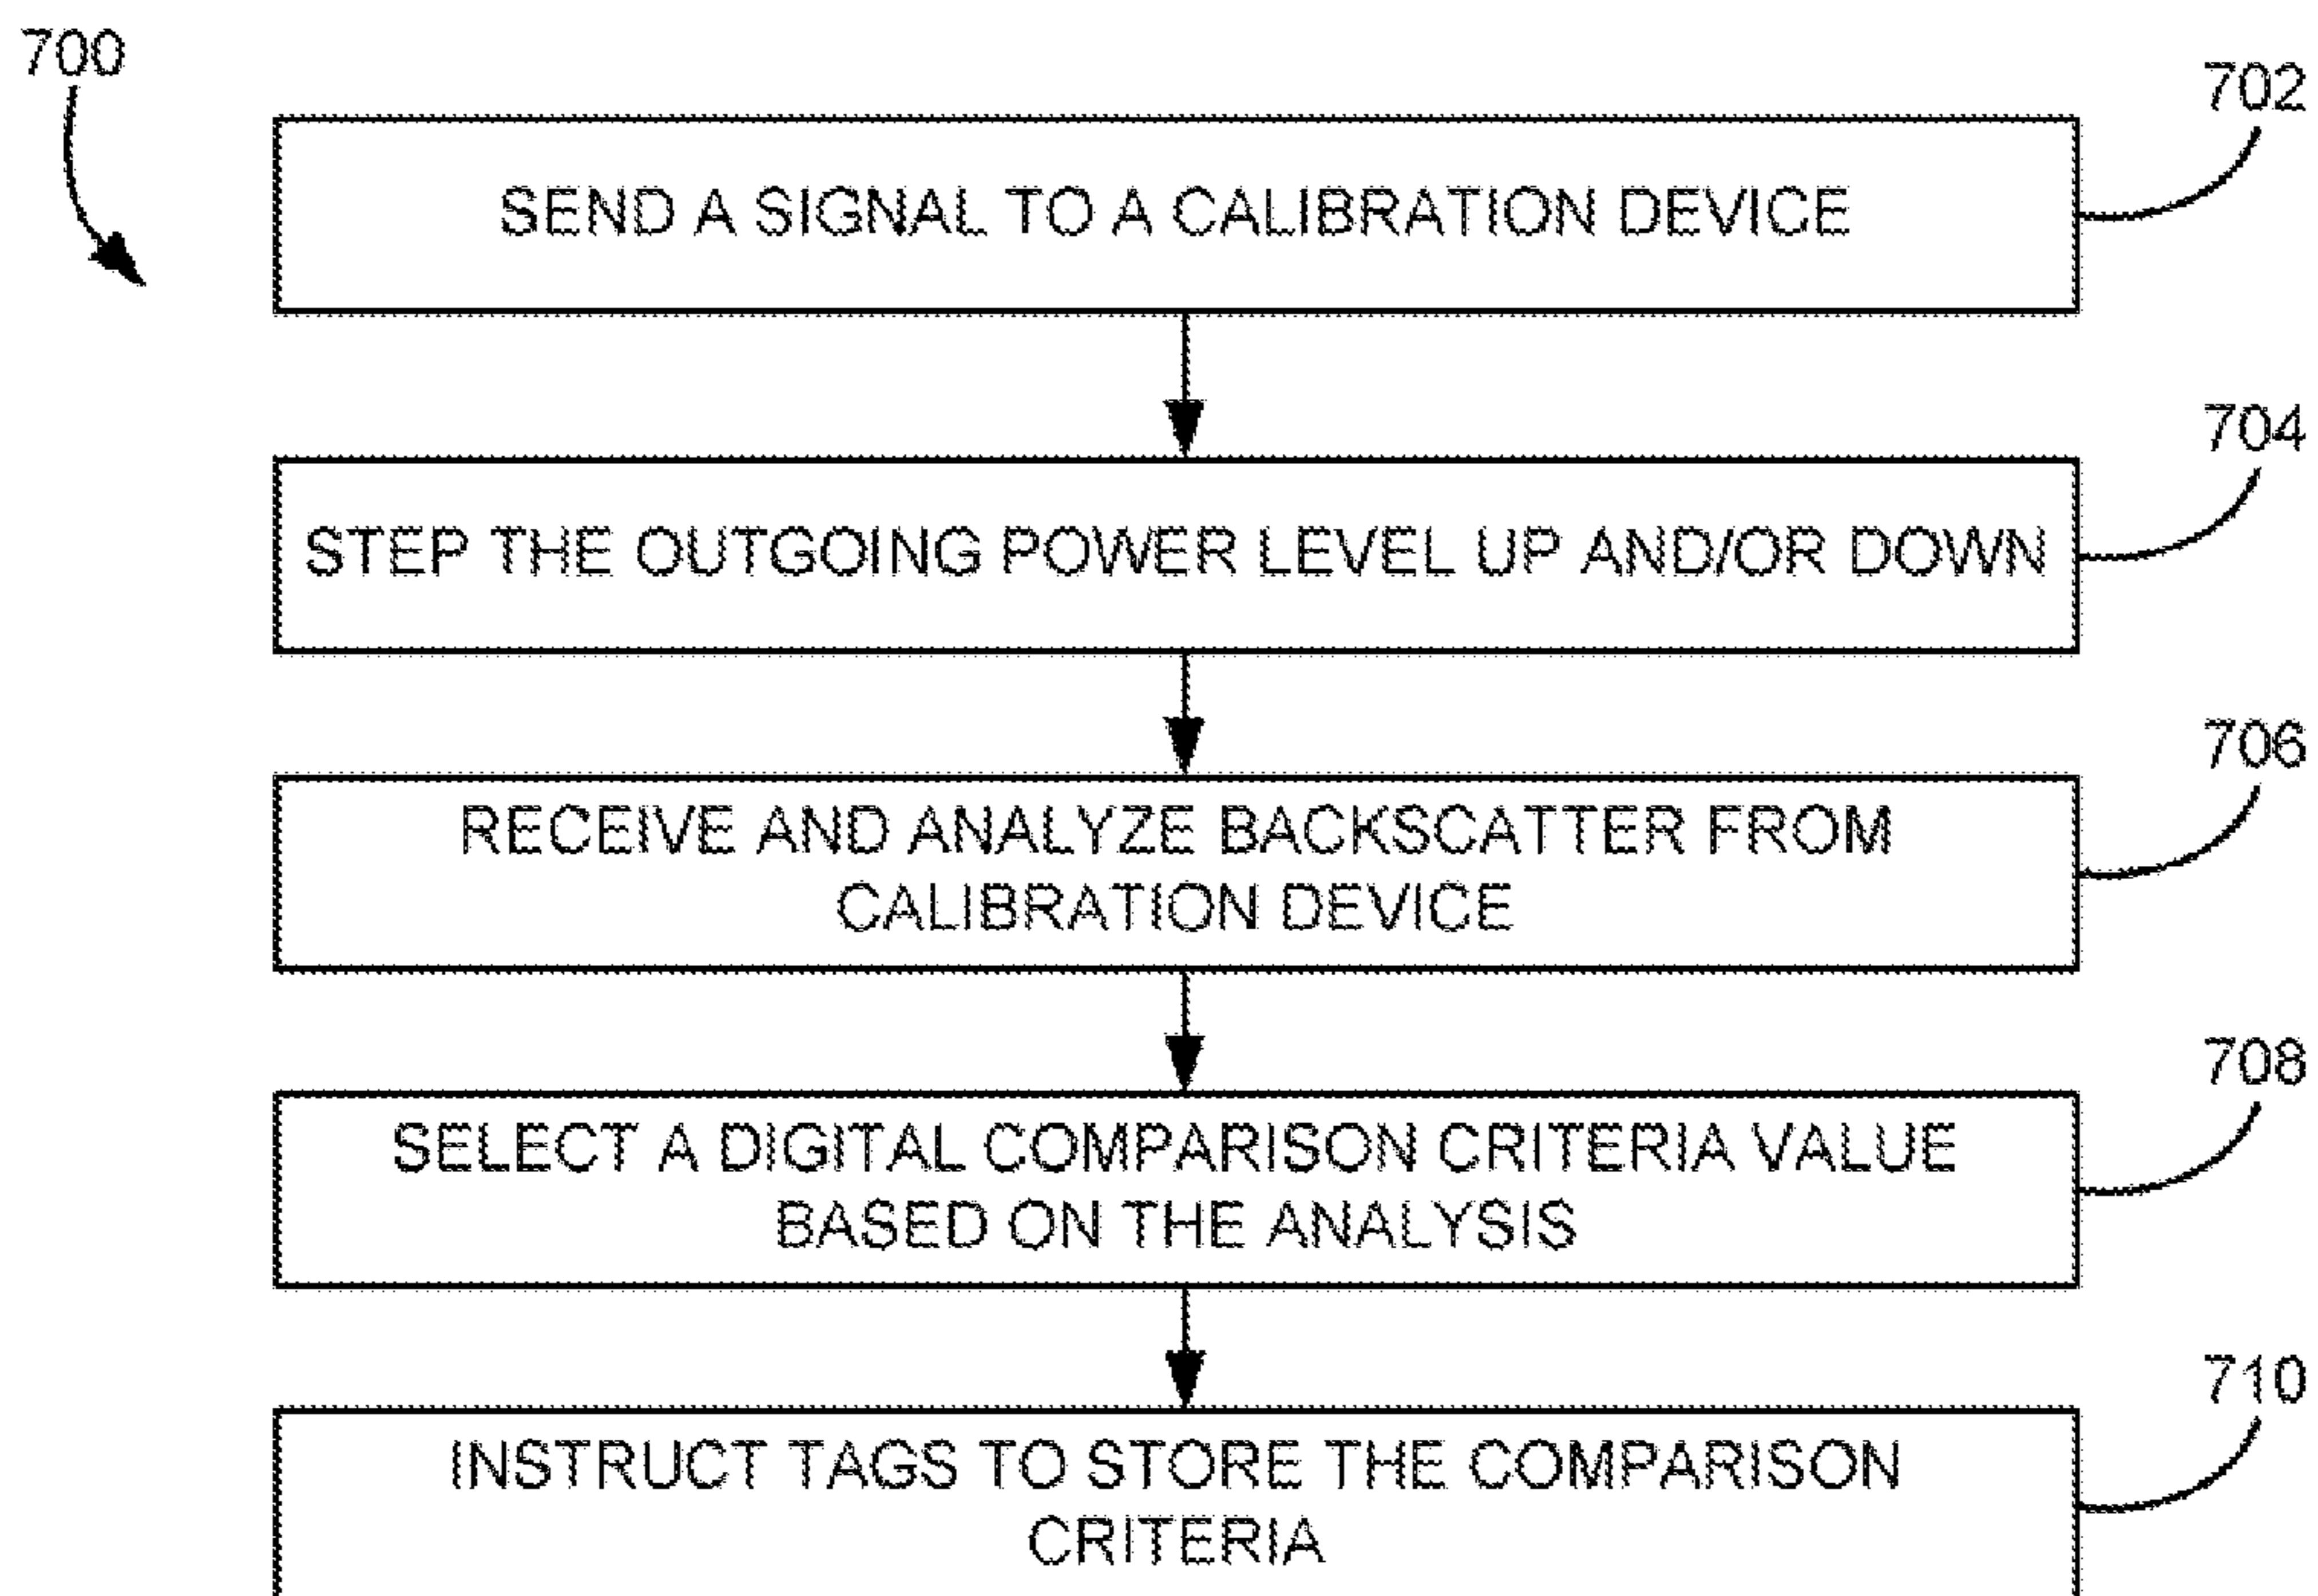 700
702
SEND A SIGNAL TO A CALIBRATION DEVICE
704
STEP THE OUTGOING POWER LEVEL UP AND/OR DOWN
706
RECEIVE AND ANALYZE BACKSCATTER FROM
CALIBRATION DEVICE
708
SELECT A DIGITAL COMPARISON CRITERIA VALUE
BASED ON THE ANALYSIS
710
INSTRUCT TAGS TO STORE THE COMPARISON
CRITERIA